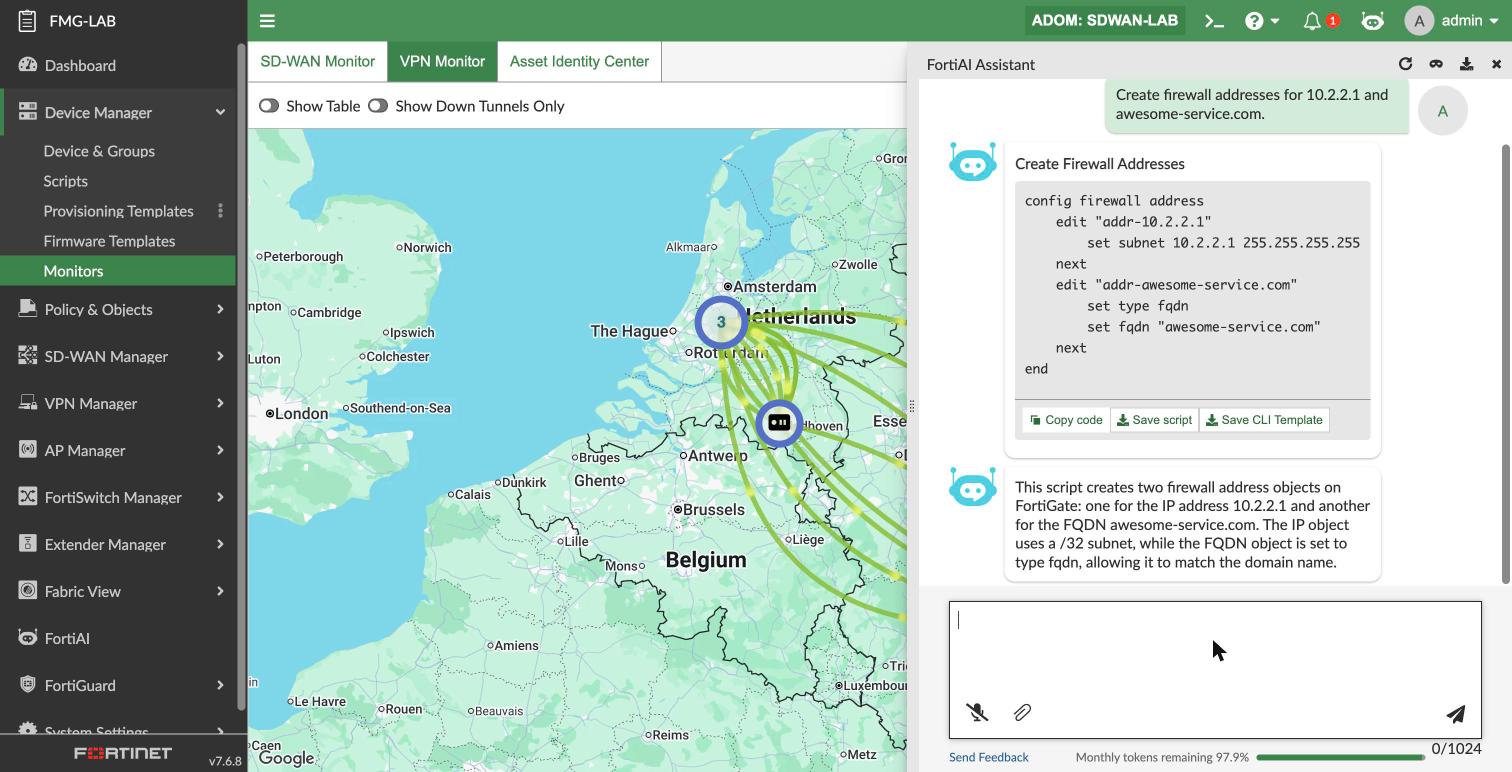 FMG-LAB
ADOM: SDWAN-LAB
1
A
admin
Dashboard
Device Manager
Device & Groups
Scripts
Provisioning Templates
Firmware Templates
Monitors
Policy & Objects
SD-WAN Manager
VPN Manager
AP Manager
FortiSwitch Manager
Extender Manager
Fabric View
FortiAI
FortiGuard
System Settings
FORTINET
v7.6.8
SD-WAN Monitor
VPN Monitor
Asset Identity Center
Show Table
Show Down Tunnels Only
Gron
Norwich
Peterborough
Alkmaar
Zwolle
Amsterdam
mpton
Cambridge
Netherlands
3
Ipswich
The Hague
Luton
Colchester
Rotterdam
London
Southend-on-Sea
Esse
dhoven
Bruges
Antwerp
Ghent
Dunkirk
Calais
Brussels
Lille
Liège
Belgium
Mons
Amiens
Trie
Luxembour
Le Havre
Rouen
Beauvais
Reims
Caen
Metz
Google
FortiAI Assistant
Create firewall addresses for 10.2.2.1 and
awesome-service.com.
A
Create Firewall Addresses
config firewall address
    edit "addr-10.2.2.1"
        set subnet 10.2.2.1 255.255.255.255
    next
    edit "addr-awesome-service.com"
        set type fqdn
        set fqdn "awesome-service.com"
    next
end
Copy code
Save script
Save CLI Template
This script creates two firewall address objects on
FortiGate: one for the IP address 10.2.2.1 and another
for the FQDN awesome-service.com. The IP object
uses a /32 subnet, while the FQDN object is set to
type fqdn, allowing it to match the domain name.
Send Feedback
Monthly tokens remaining 97.9%
0/1024